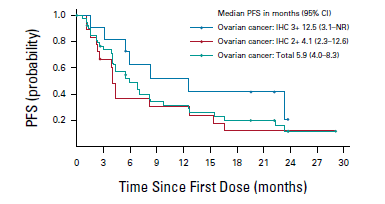 Median PFS in months (95% CI)
Ovarian cancer: IHC 3+ 12.5 (3.1–NR)
Ovarian cancer: IHC 2+ 4.1 (2.3–12.6)
Ovarian cancer: Total 5.9 (4.0–8.3)
PFS (probability)
1.0
0.8
0.6
0.4
0.2
0 3 6 9 12 15 18 21 24 27 30
Time Since First Dose (months)